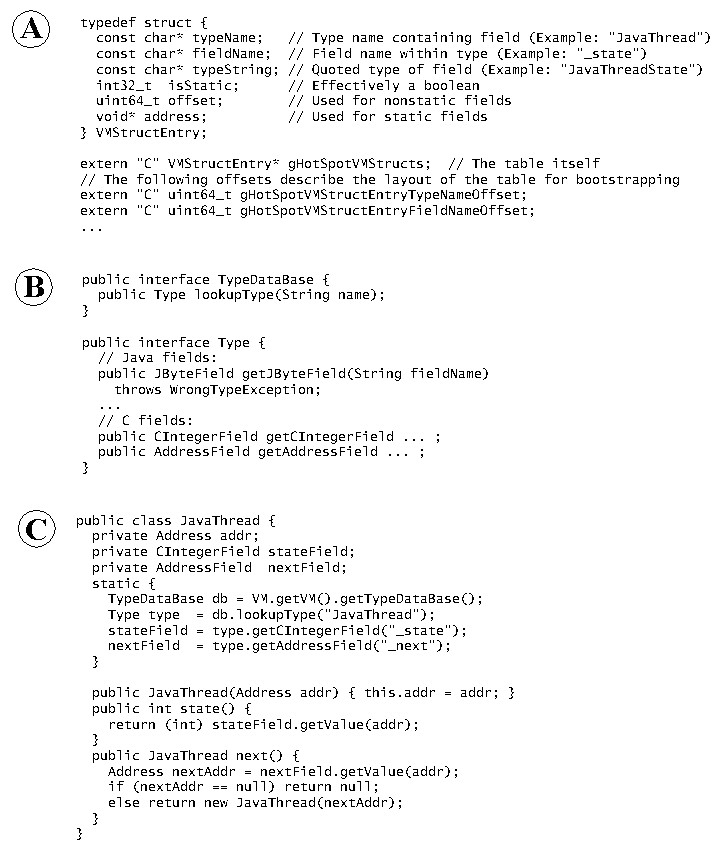 A
typedef struct {
  const char* typeName;   // Type name containing field (Example: "JavaThread")
  const char* fieldName;  // Field name within type (Example: "_state")
  const char* typeString; // Quoted type of field (Example: "JavaThreadState")
  int32_t  isStatic;      // Effectively a boolean
  uint64_t offset;        // Used for nonstatic fields
  void* address;          // Used for static fields
} VMStructEntry;

extern "C" VMStructEntry* gHotSpotVMStructs;  // The table itself
// The following offsets describe the layout of the table for bootstrapping
extern "C" uint64_t gHotSpotVMStructEntryTypeNameOffset;
extern "C" uint64_t gHotSpotVMStructEntryFieldNameOffset;
...

B
public interface TypeDataBase {
  public Type lookupType(String name);
}

public interface Type {
  // Java fields:
  public JByteField getJByteField(String fieldName)
    throws WrongTypeException;
  ...
  // C fields:
  public CIntegerField getCIntegerField ... ;
  public AddressField getAddressField ... ;
}

C
public class JavaThread {
  private Address addr;
  private CIntegerField stateField;
  private AddressField  nextField;
  static {
    TypeDataBase db = VM.getVM().getTypeDataBase();
    Type type  = db.lookupType("JavaThread");
    stateField = type.getCIntegerField("_state");
    nextField  = type.getAddressField("_next");
  }

  public JavaThread(Address addr) { this.addr = addr; }
  public int state() {
    return (int) stateField.getValue(addr);
  }
  public JavaThread next() {
    Address nextAddr = nextField.getValue(addr);
    if (nextAddr == null) return null;
    else return new JavaThread(nextAddr);
  }
}